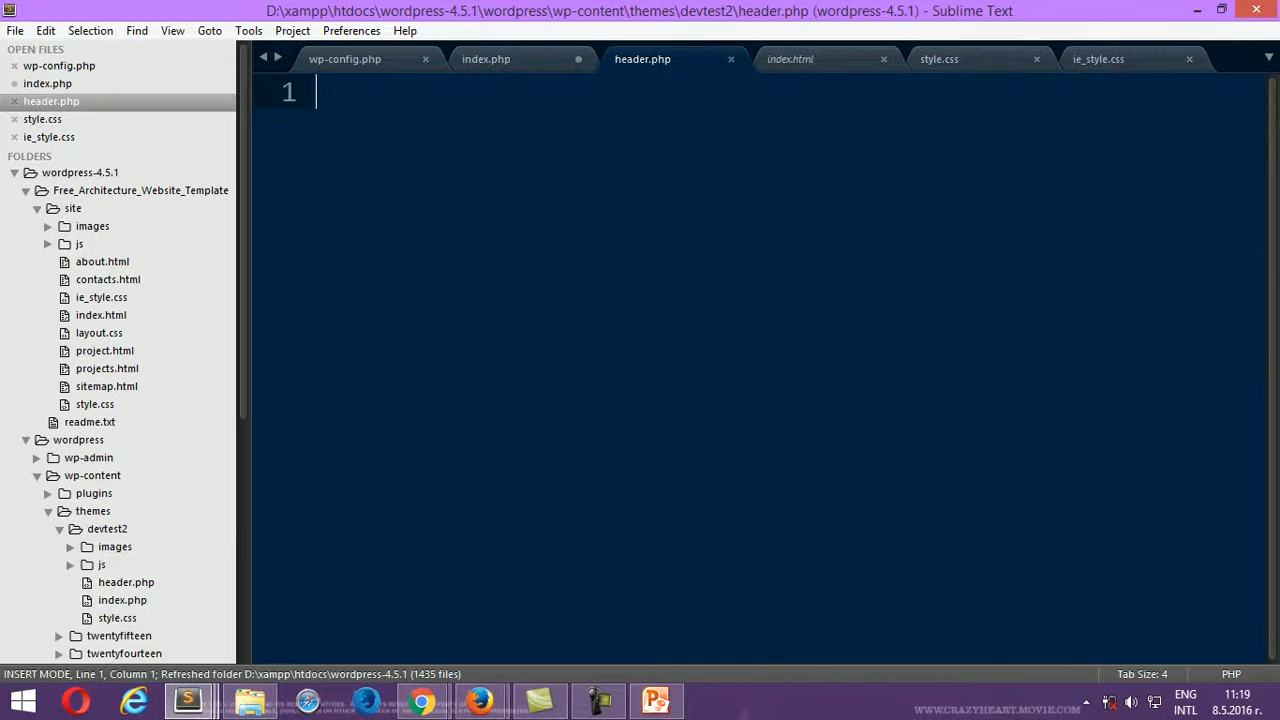 D:\xampp\htdocs\wordpress-4.5.1\wordpress\wp-content\themes\devtest2\header.php (wordpress-4.5.1) - Sublime Text
File Edit Selection Find View Goto Tools Project Preferences Help
OPEN FILES
wp-config.php
index.php
header.php
style.css
ie_style.css
FOLDERS
wordpress-4.5.1
Free_Architecture_Website_Template
site
images
js
about.html
contacts.html
ie_style.css
index.html
layout.css
project.html
projects.html
sitemap.html
style.css
readme.txt
wordpress
wp-admin
wp-content
plugins
themes
devtest2
images
js
header.php
index.php
style.css
twentyfifteen
twentyfourteen
wp-config.php index.php header.php index.html style.css ie_style.css
1
INSERT MODE, Line 1, Column 1; Refreshed folder D:\xampp\htdocs\wordpress-4.5.1 (1435 files) Tab Size: 4 PHP
WWW.CRAZYHEART.MOVIE.COM
ENG 11:19
INTL 8.5.2016 г.